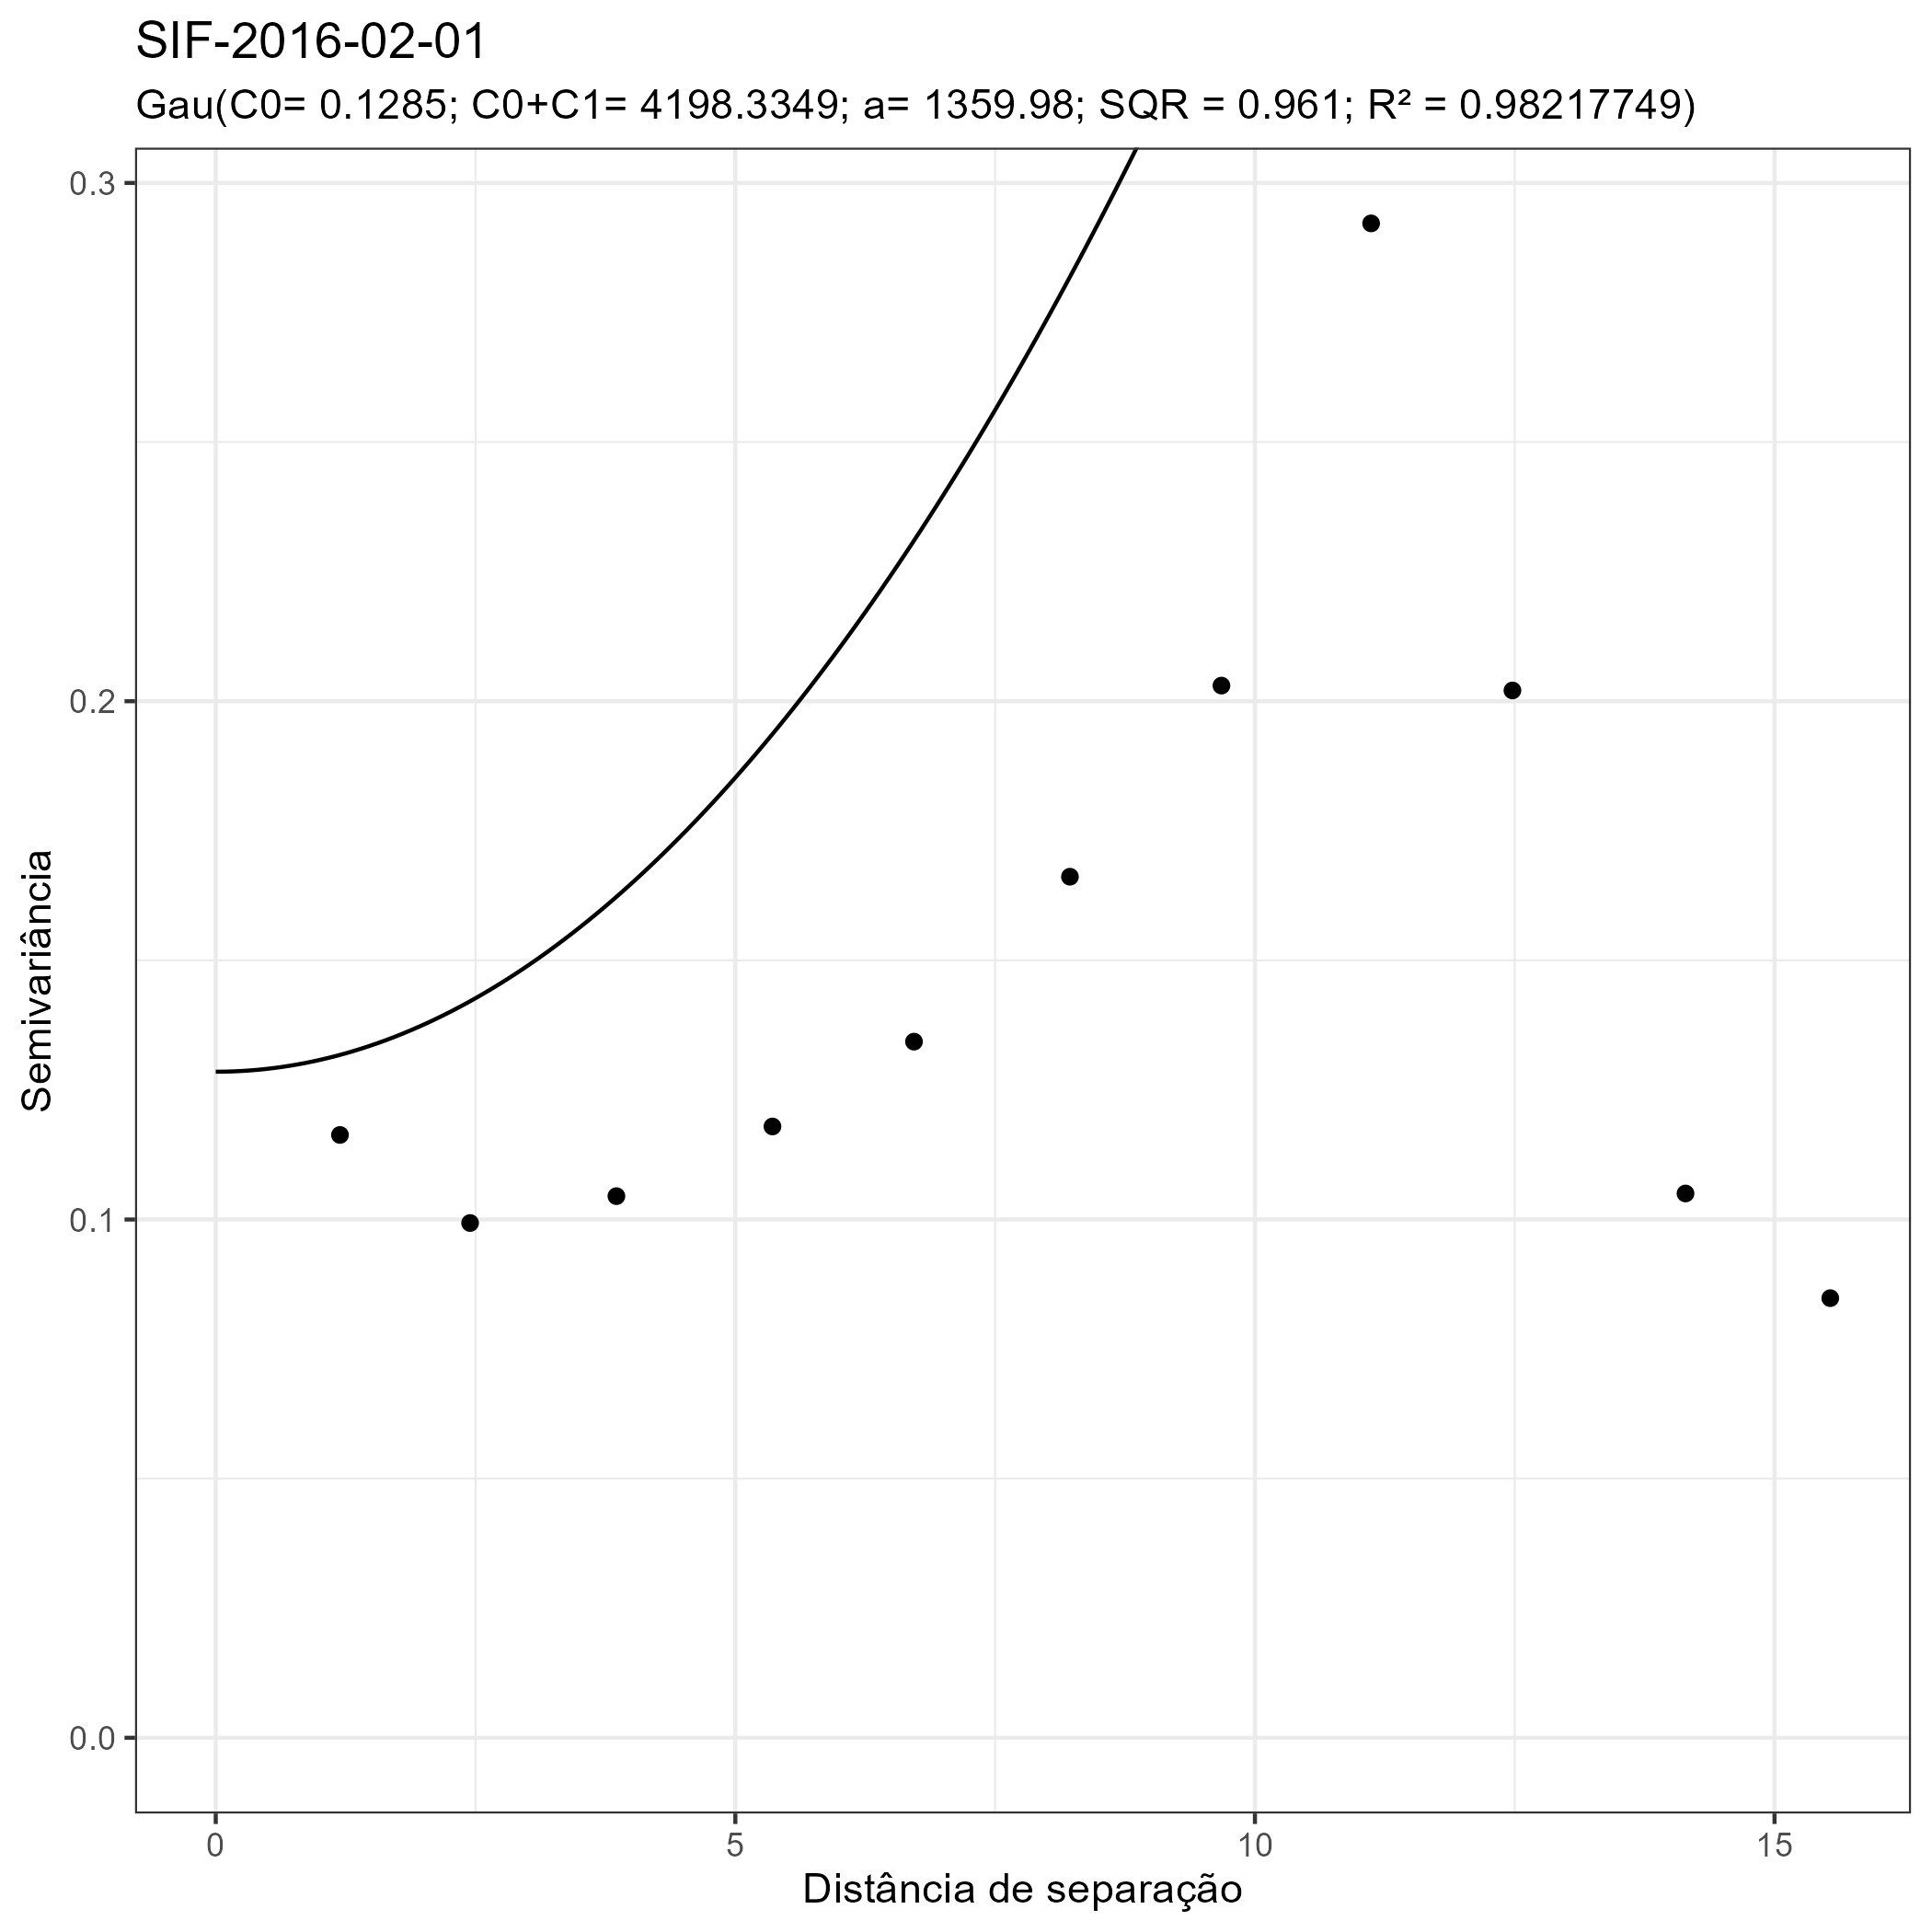 SIF-2016-02-01
Gau(C0= 0.1285; C0+C1= 4198.3349; a= 1359.98; SQR = 0.961; R² = 0.98217749)
0.3
0.2
0.1
0.0
Semivariância
0 5 10 15
Distância de separação